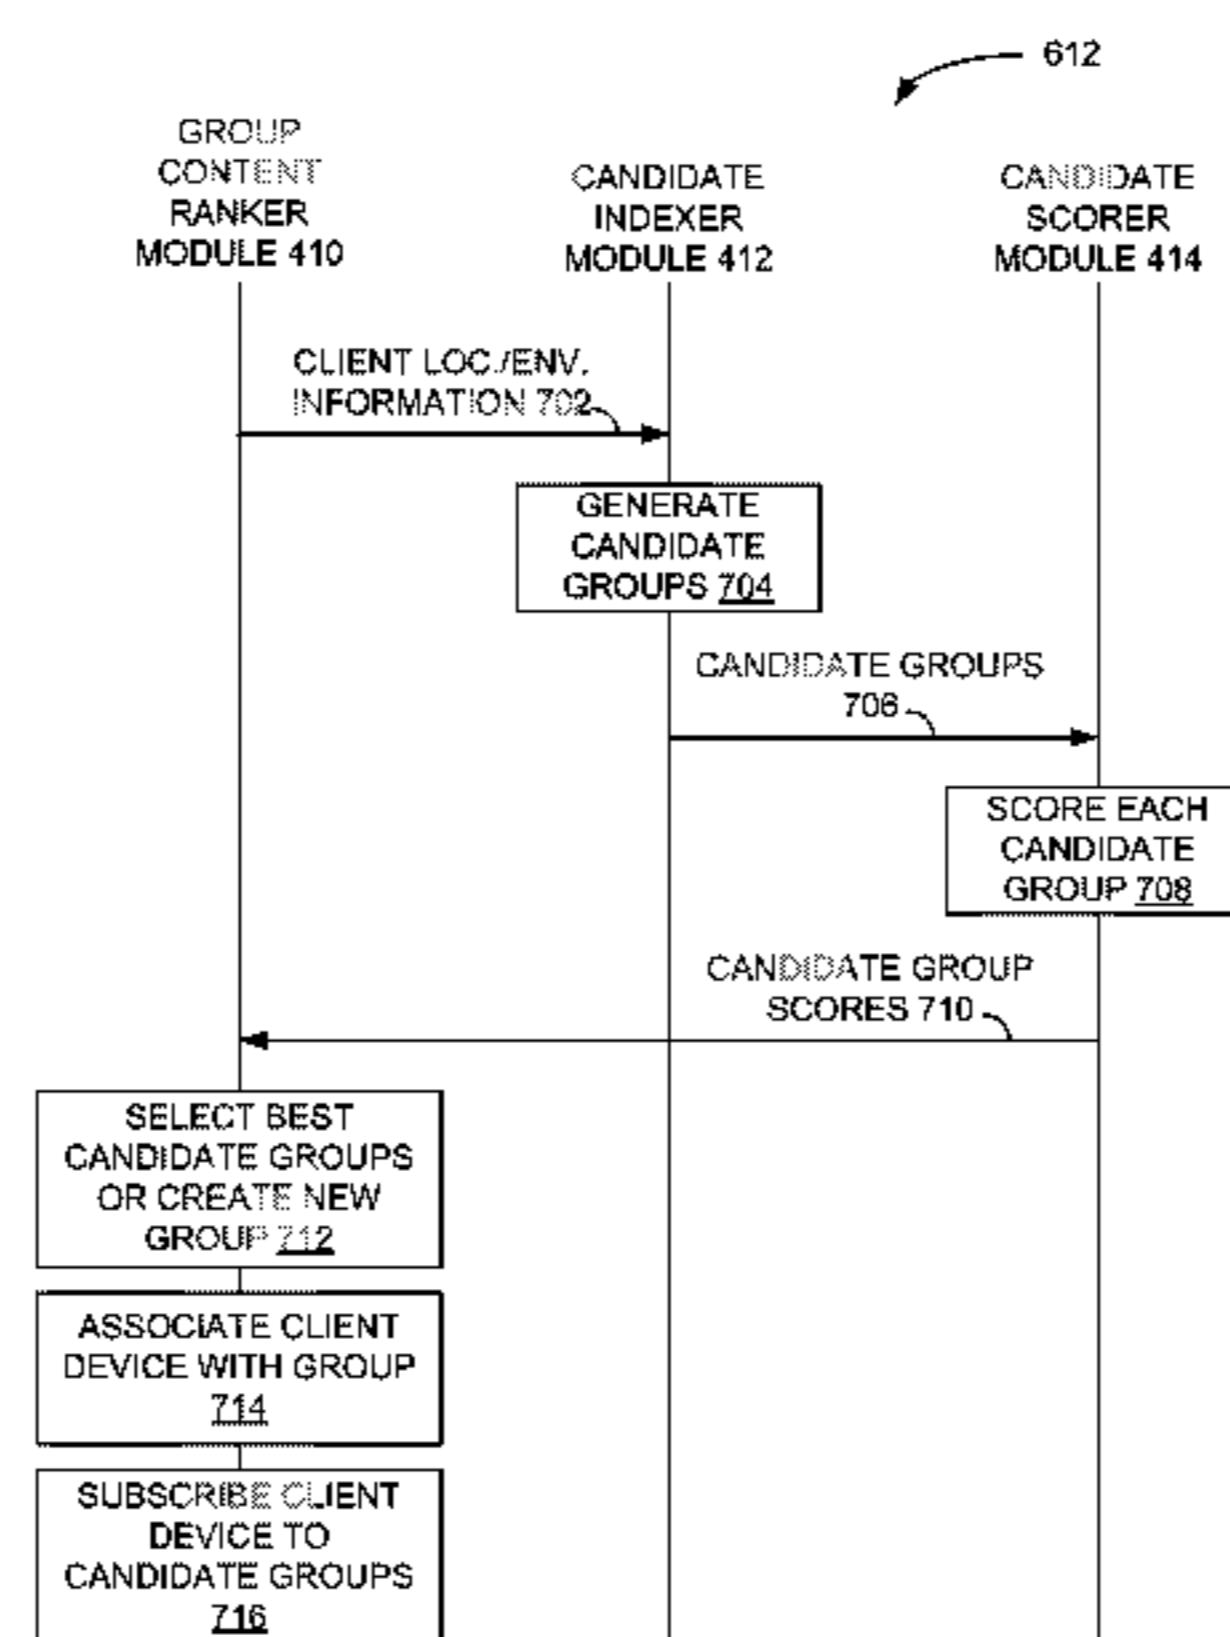 612
GROUP
CONTENT
RANKER
MODULE 410
CANDIDATE
INDEXER
MODULE 412
CANDIDATE
SCORER
MODULE 414
CLIENT LOC./ENV.
INFORMATION 702
GENERATE
CANDIDATE
GROUPS 704
CANDIDATE GROUPS
706
SCORE EACH
CANDIDATE
GROUP 708
CANDIDATE GROUP
SCORES 710
SELECT BEST
CANDIDATE GROUPS
OR CREATE NEW
GROUP 712
ASSOCIATE CLIENT
DEVICE WITH GROUP
714
SUBSCRIBE CLIENT
DEVICE TO
CANDIDATE GROUPS
716